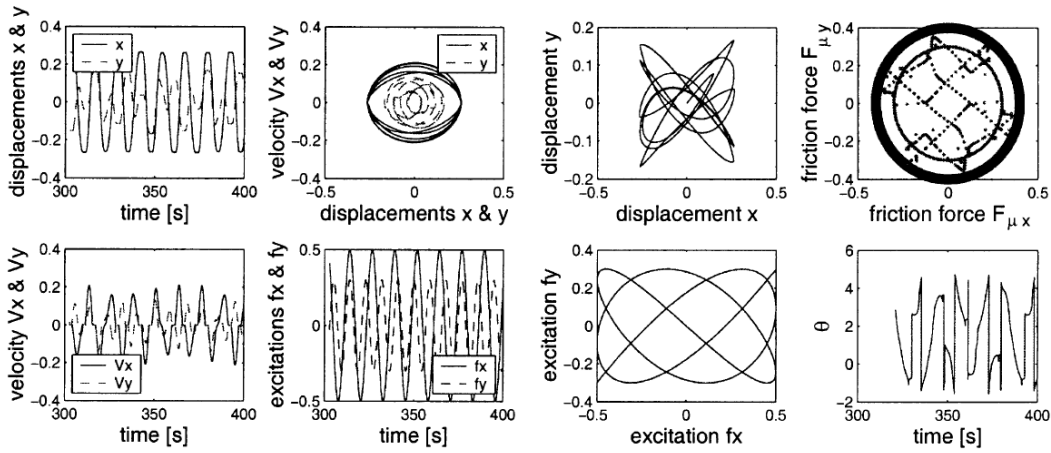 displacements x & y
0.4
0.2
0
−0.2
−0.4
300
350
400
time [s]
x
y
velocity Vx & Vy
0.4
0.2
0
−0.2
−0.4
−0.5
0
0.5
displacements x & y
x
y
displacement y
0.2
0.1
0
0.1
0.2
−0.5
0
0.5
displacement x
friction force F μ y
0.4
0.2
0
−0.2
−0.4
−0.5
0
0.5
friction force F μ x
velocity Vx & Vy
0.4
0.2
0
−0.2
−0.4
300
350
400
time [s]
Vx
Vy
excitations fx & fy
0.5
0
−0.5
300
350
400
time [s]
fx
fy
excitation fy
0.4
0.2
0
−0.2
−0.4
−0.5
0
0.5
excitation fx
θ
6
4
2
0
−2
300
350
400
time [s]